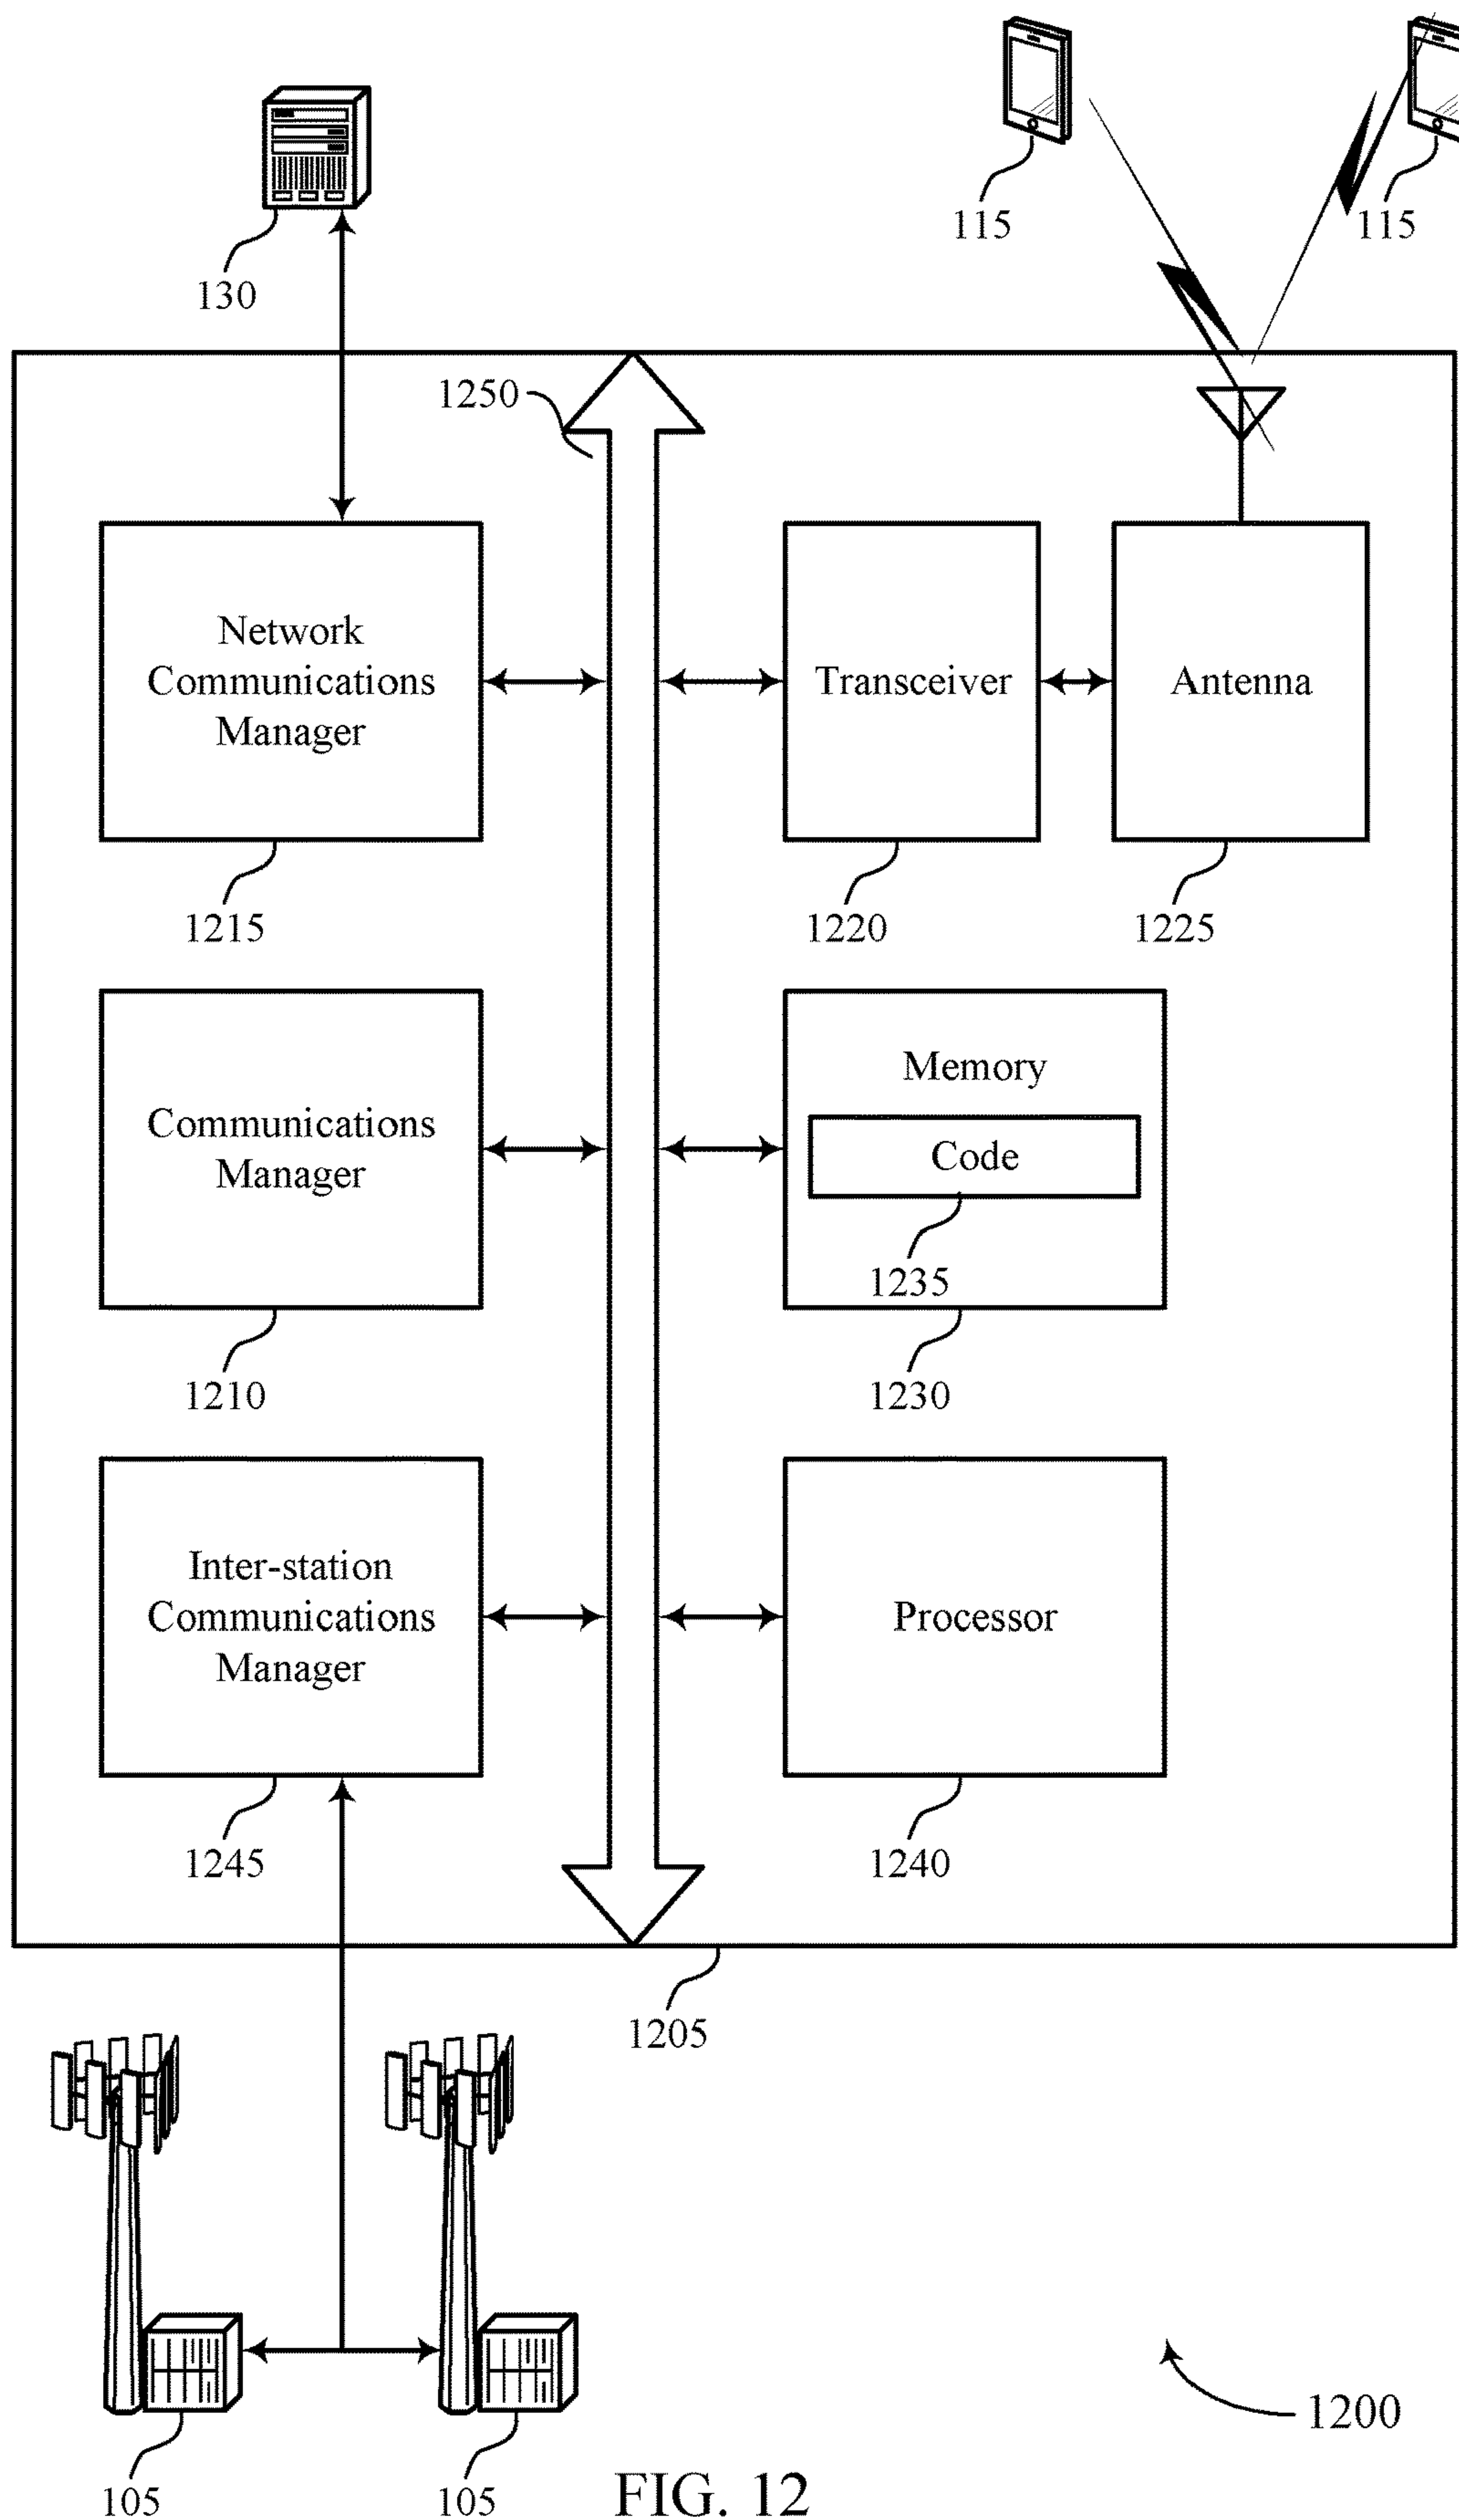 115
115
130
1250
Network
Communications
Manager
Transceiver
Antenna
1215
1220
1225
Communications
Manager
Memory
Code
1235
1210
1230
Inter-station
Communications
Manager
Processor
1245
1240
1205
1200
105
105
FIG. 12